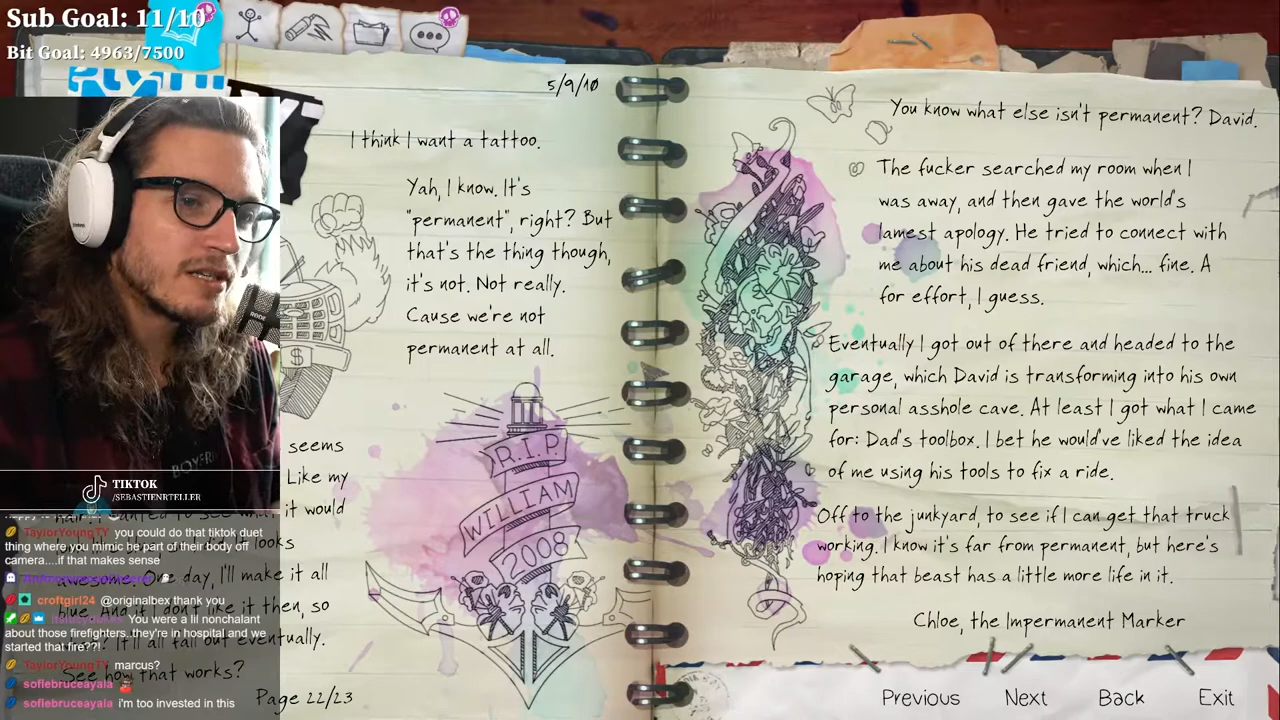 Sub Goal: 11/10
Bit Goal: 4963/7500
5/9/10
I think I want a tattoo.
Yah, I know. It's
"permanent", right? But
that's the thing though,
it's not. Not really.
Cause we're not
permanent at all.
$
R.I.P.
WILLIAM
2008
seems
Like my
it would
looks
one day, I'll make it all
blue. And if I don't like it then, so
It'll all fall out eventually.
See how that works?
Page 22/23
You know what else isn't permanent? David.
The fucker searched my room when I
was away, and then gave the world's
lamest apology. He tried to connect with
me about his dead friend, which... fine. A
for effort, I guess.
Eventually I got out of there and headed to the
garage, which David is transforming into his own
personal asshole cave. At least I got what I came
for: Dad's toolbox. I bet he would've liked the idea
of me using his tools to fix a ride.
Off to the junkyard, to see if I can get that truck
working. I know it's far from permanent, but here's
hoping that beast has a little more life in it.
Chloe, the Impermanent Marker
Previous Next Back Exit
RODE
TIKTOK
/SEBASTIENRTELLER
TaylorYoungTY you could do that tiktok duet
thing where you mimic he part of their body off
camera....if that makes sense
croftgirl24 @originalbex thank you
You were a lil nonchalant
about those firefighters..they're in hospital and we
started that fire??!
TaylorYoungTY marcus?
sofiebruceayala
sofiebruceayala i'm too invested in this